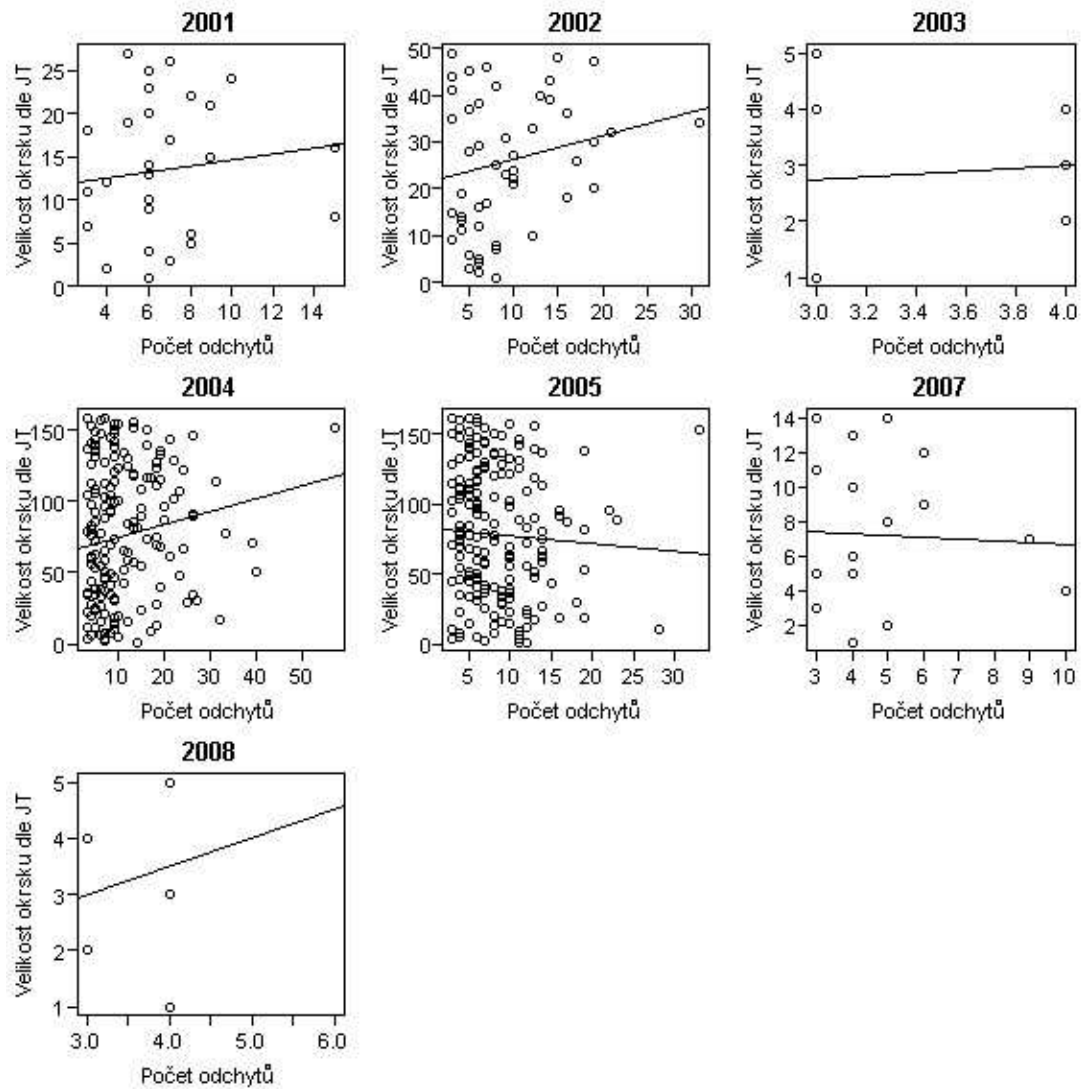 2001
Velikost okrsku dle JT
25
20
15
10
5
0
4 6 8 10 12 14
Počet odchytů
2002
Velikost okrsku dle JT
50
40
30
20
10
0
5 10 15 20 25 30
Počet odchytů
2003
Velikost okrsku dle JT
5
4
3
2
1
3.0 3.2 3.4 3.6 3.8 4.0
Počet odchytů
2004
Velikost okrsku dle JT
150
100
50
0
10 20 30 40 50
Počet odchytů
2005
Velikost okrsku dle JT
150
100
50
0
5 10 15 20 25 30
Počet odchytů
2007
Velikost okrsku dle JT
14
12
10
8
6
4
2
3 4 5 6 7 8 9 10
Počet odchytů
2008
Velikost okrsku dle JT
5
4
3
2
1
3.0 4.0 5.0 6.0
Počet odchytů